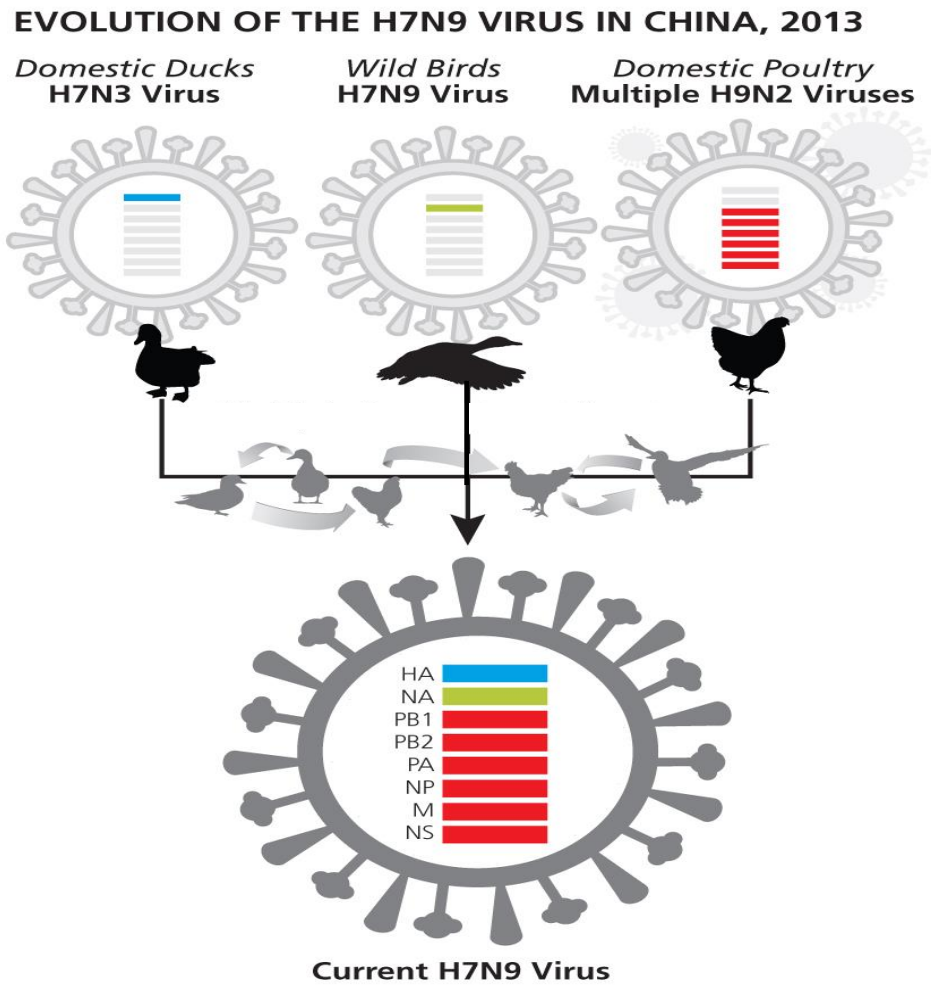 EVOLUTION OF THE H7N9 VIRUS IN CHINA, 2013
Domestic Ducks
H7N3 Virus
Wild Birds
H7N9 Virus
Domestic Poultry
Multiple H9N2 Viruses
HA
NA
PB1
PB2
PA
NP
M
NS
Current H7N9 Virus